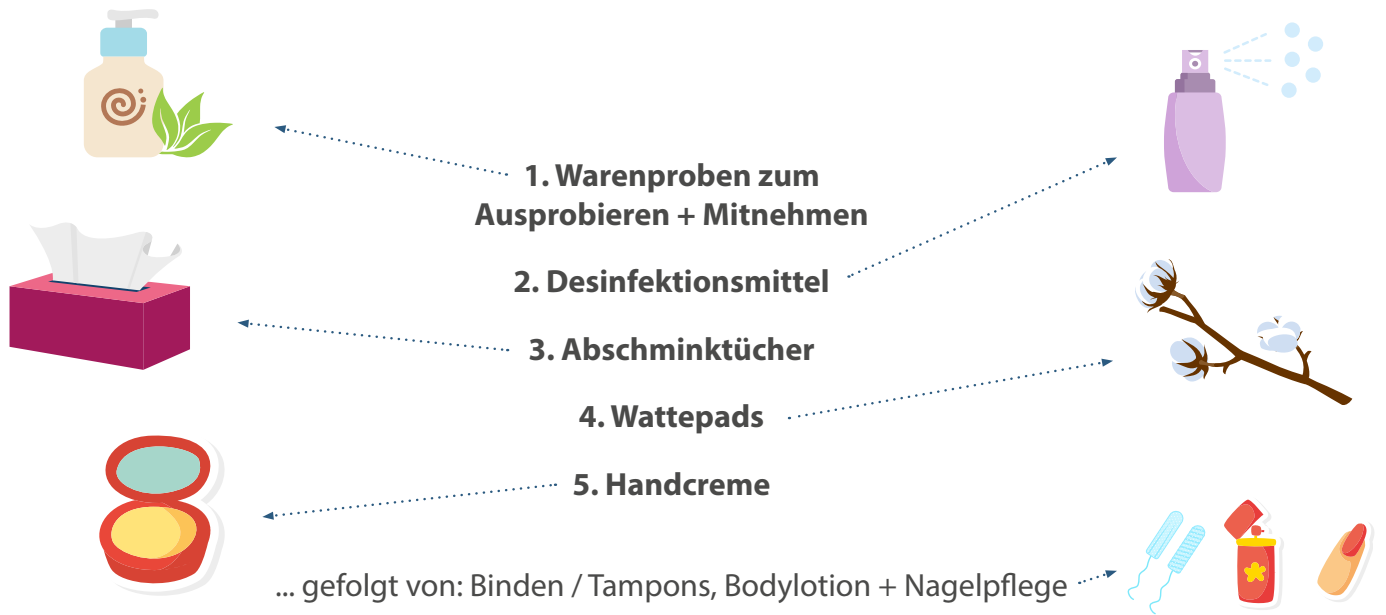 1. Warenproben zum
Ausprobieren + Mitnehmen
2. Desinfektionsmittel
3. Abschminktücher
4. Wattepads
5. Handcreme
... gefolgt von: Binden / Tampons, Bodylotion + Nagelpflege